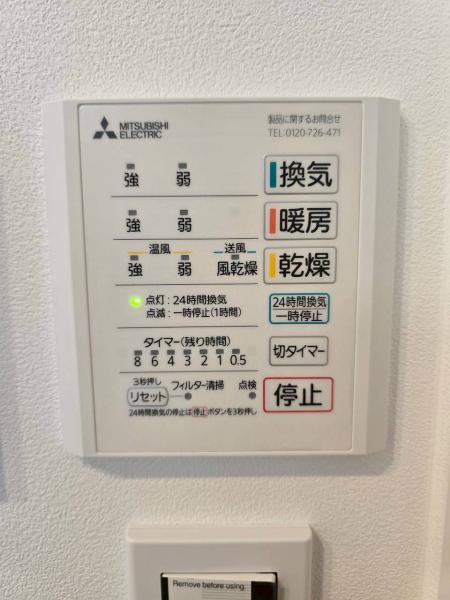 MITSUBISHI
ELECTRIC
製品に関するお問合せ
TEL:0120-726-471
強 弱 換気
強 弱 暖房
温風 送風
強 弱 風乾燥 乾燥
点灯:24時間換気
点滅:一時停止(1時間)
24時間換気
一時停止
タイマー(残り時間)
8 6 4 3 2 1 0.5
切タイマー
3秒押し
リセット フィルター清掃 点検
停止
24時間換気の停止は停止ボタンを3秒押し
Remove before using.